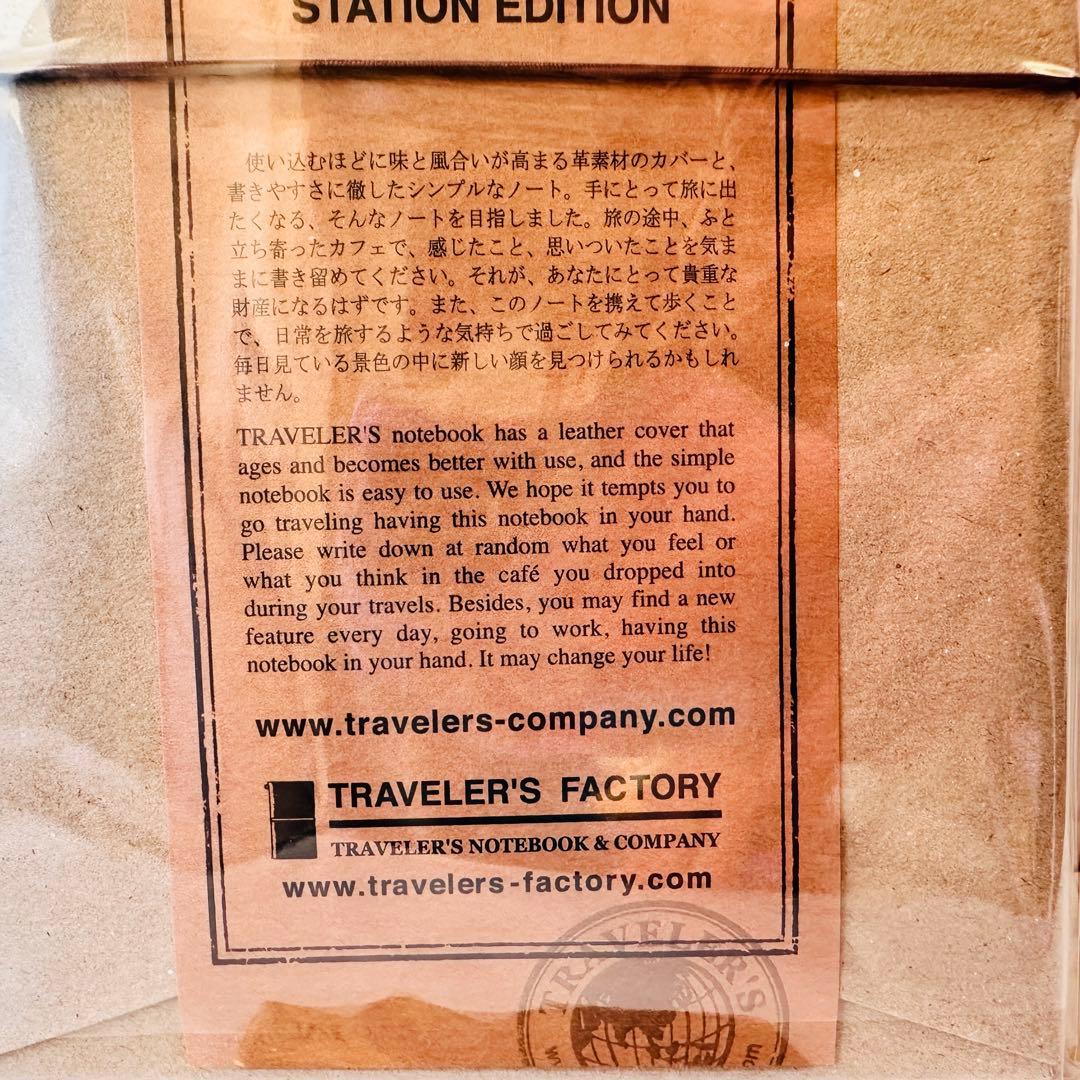 STATION EDITION
使い込むほどに味と風合いが高まる革素材のカバーと、
書きやすさに徹したシンプルなノート。手にとって旅に出
たくなる、そんなノートを目指しました。旅の途中、ふと
立ち寄ったカフェで、感じたこと、思いついたことを気ま
まに書き留めてください。それが、あなたにとって貴重な
財産になるはずです。また、このノートを携えて歩くこと
で、日常を旅するような気持ちで過ごしてみてください。
毎日見ている景色の中に新しい顔を見つけられるかもしれ
ません。
TRAVELER'S notebook has a leather cover that
ages and becomes better with use, and the simple
notebook is easy to use. We hope it tempts you to
go traveling having this notebook in your hand.
Please write down at random what you feel or
what you think in the café you dropped into
during your travels. Besides, you may find a new
feature every day, going to work, having this
notebook in your hand. It may change your life!
www.travelers-company.com
TRAVELER'S FACTORY
TRAVELER'S NOTEBOOK & COMPANY
www.travelers-factory.com
TRAVELER'S